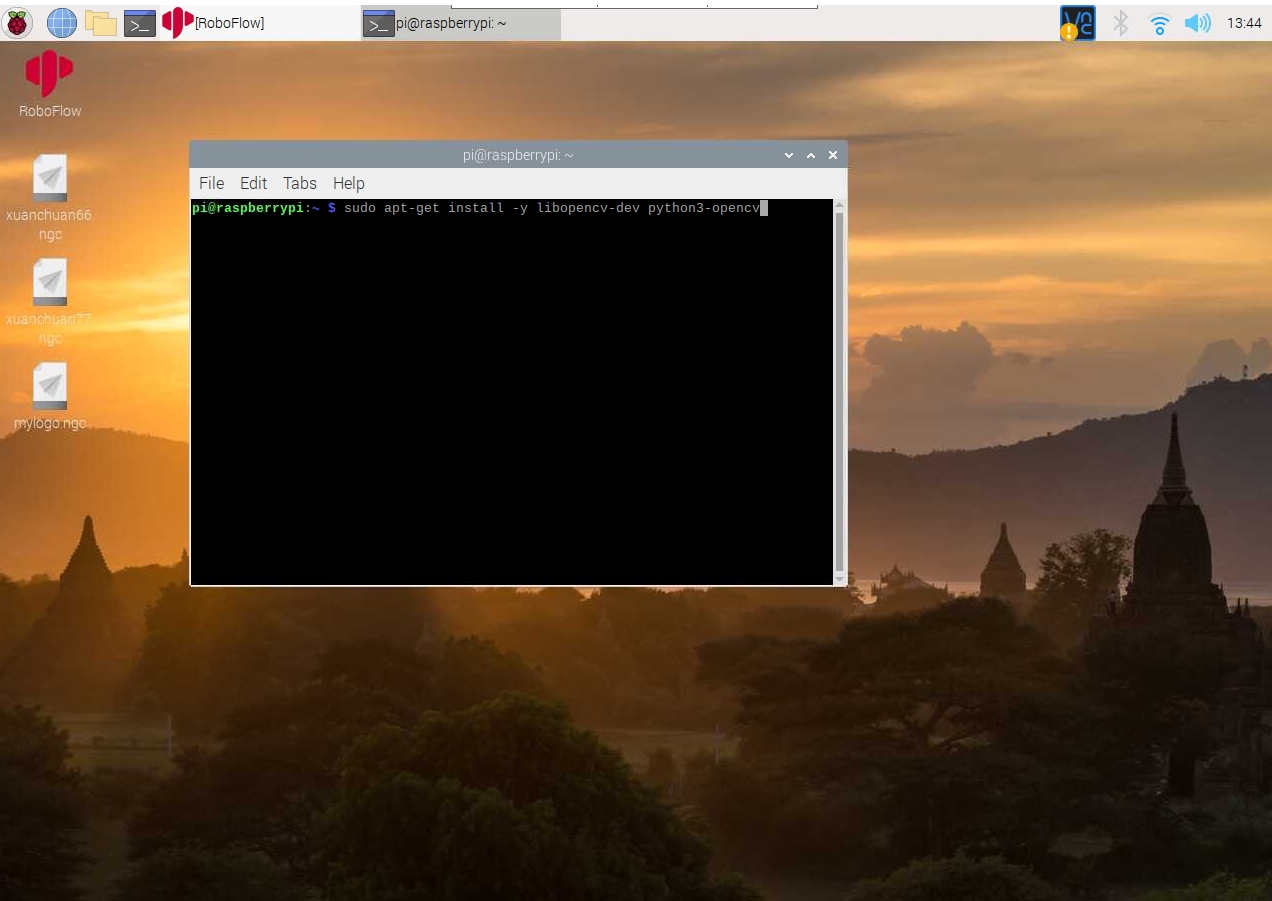 [RoboFlow]
pi@raspberrypi: ~
13:44
RoboFlow
xuanchuan66.
ngc
xuanchuan77.
ngc
mylogo.ngc
pi@raspberrypi: ~
File Edit Tabs Help
pi@raspberrypi:~ $ sudo apt-get install -y libopencv-dev python3-opencv